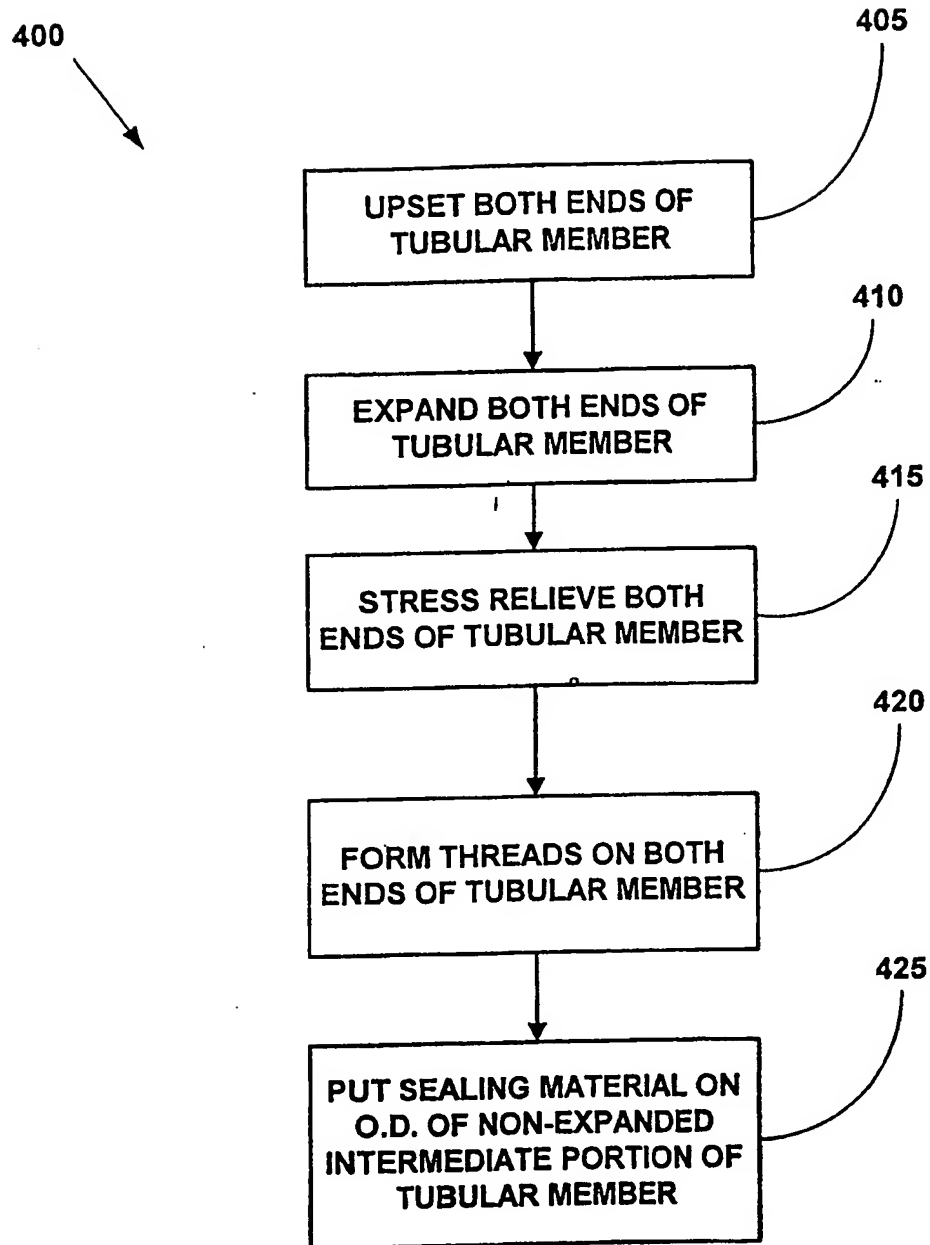 400
405
UPSET BOTH ENDS OF
TUBULAR MEMBER
410
EXPAND BOTH ENDS OF
TUBULAR MEMBER
415
STRESS RELIEVE BOTH
ENDS OF TUBULAR MEMBER
420
FORM THREADS ON BOTH
ENDS OF TUBULAR MEMBER
425
PUT SEALING MATERIAL ON
O.D. OF NON-EXPANDED
INTERMEDIATE PORTION OF
TUBULAR MEMBER